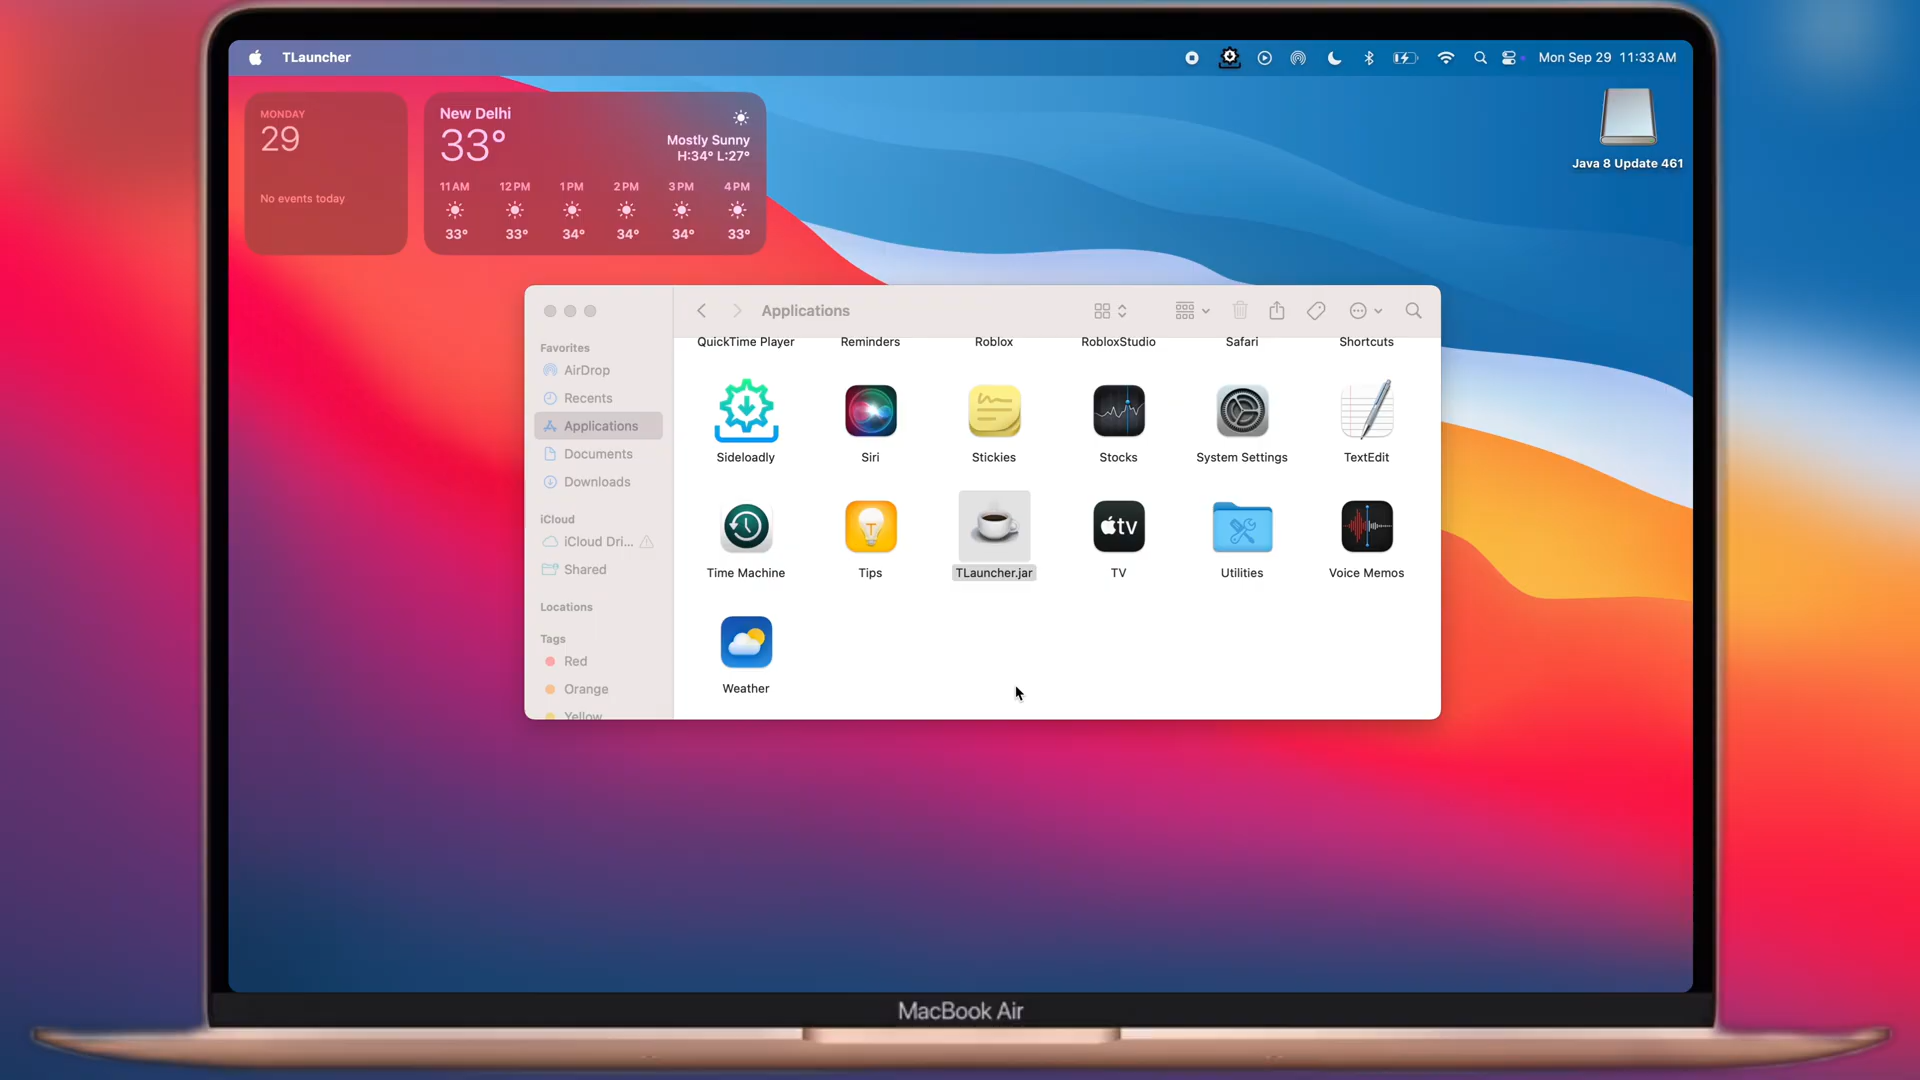 TLauncher
Mon Sep 29 11:33 AM
MONDAY
29
No events today
New Delhi
33°
Mostly Sunny
H:34° L:27°
11 AM 12 PM 1 PM 2 PM 3 PM 4 PM
33° 33° 34° 34° 34° 33°
Java 8 Update 461
Applications
Favorites
AirDrop
Recents
Applications
Documents
Downloads
iCloud
iCloud Dri...
Shared
Locations
Tags
Red
Orange
Yellow
QuickTime Player Reminders Roblox RobloxStudio Safari Shortcuts
Sideloadly Siri Stickies Stocks System Settings TextEdit
tv
Time Machine Tips TLauncher.jar TV Utilities Voice Memos
Weather
MacBook Air